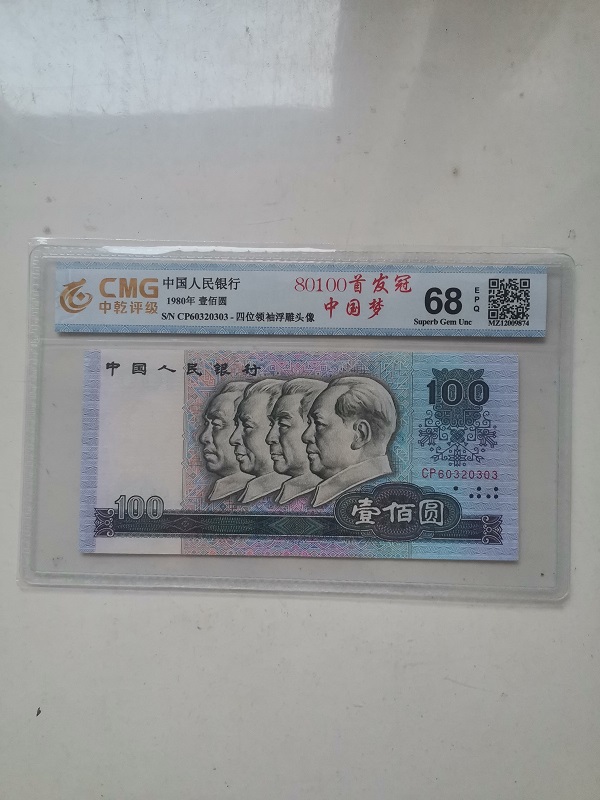 CMG
中乾评级
中国人民银行
1980年 壹佰圆
S/N CP60320303 - 四位领袖浮雕头像
80100首发冠
中国梦
68
EPQ
Superb Gem Unc
MZ12009874
中国人民银行
100
CP60320303
100
壹佰圆